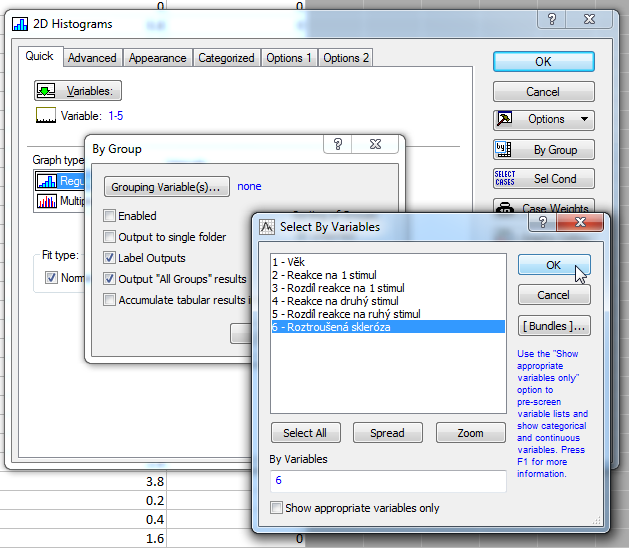 0
0
2D Histograms
Quick Advanced Appearance Categorized Options 1 Options 2
OK
Variables:
Variable: 1-5
Cancel
Options
By Group
SELECT CASES Sel Cond
Case Weights
Graph type
Regu
Multip
Fit type:
Norm
By Group
Grouping Variable(s)... none
Enabled
Output to single folder
Label Outputs
Output "All Groups" results
Accumulate tabular results i
Select By Variables
1 - Věk
2 - Reakce na 1 stimul
3 - Rozdíl reakce na 1 stimul
4 - Reakce na druhý stimul
5 - Rozdíl reakce na ruhý stimul
6 - Roztroušená skleróza
OK
Cancel
[ Bundles ]...
Use the "Show
appropriate
variables only"
option to
pre-screen
variable lists and
show categorical
and continuous
variables. Press
F1 for more
information.
Select All Spread Zoom
By Variables
6
Show appropriate variables only
3.8
0.2
0.4
1.6 0